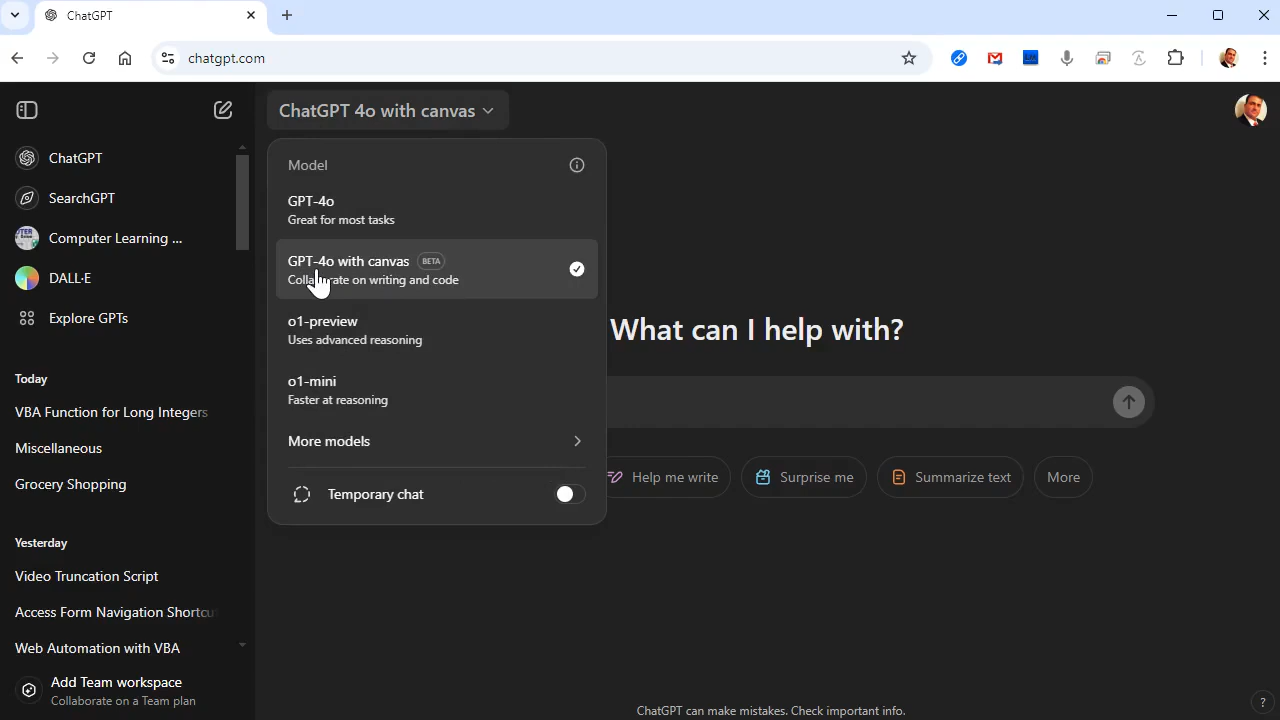 ChatGPT
chatgpt.com
ChatGPT
SearchGPT
Computer Learning ...
DALL·E
Explore GPTs
Today
VBA Function for Long Integers
Miscellaneous
Grocery Shopping
Yesterday
Video Truncation Script
Access Form Navigation Shortcu
Web Automation with VBA
Add Team workspace
Collaborate on a Team plan
ChatGPT 4o with canvas
Model
GPT-4o
Great for most tasks
GPT-4o with canvas BETA
on writing and code
o1-preview
Uses advanced reasoning
o1-mini
Faster at reasoning
More models
Temporary chat
What can I help with?
Help me write
Surprise me
Summarize text
More
ChatGPT can make mistakes. Check important info.
?